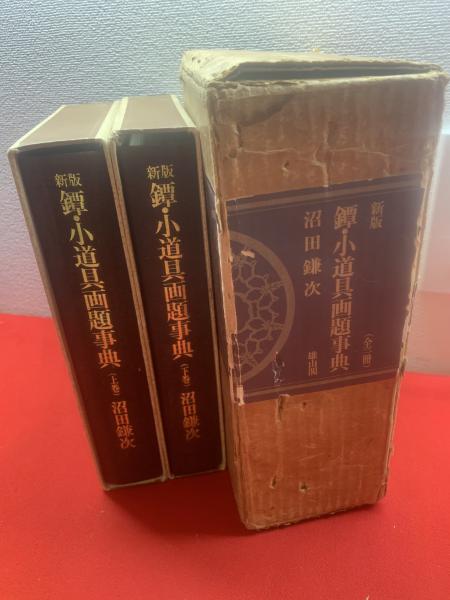 新版
鐔・小道具画題事典
(上巻)
沼田鎌次
新版
鐔・小道具画題事典
(下巻)
沼田鎌次
新版
鐔・小道具画題事典
(全二冊)
沼田鎌次
雄山閣